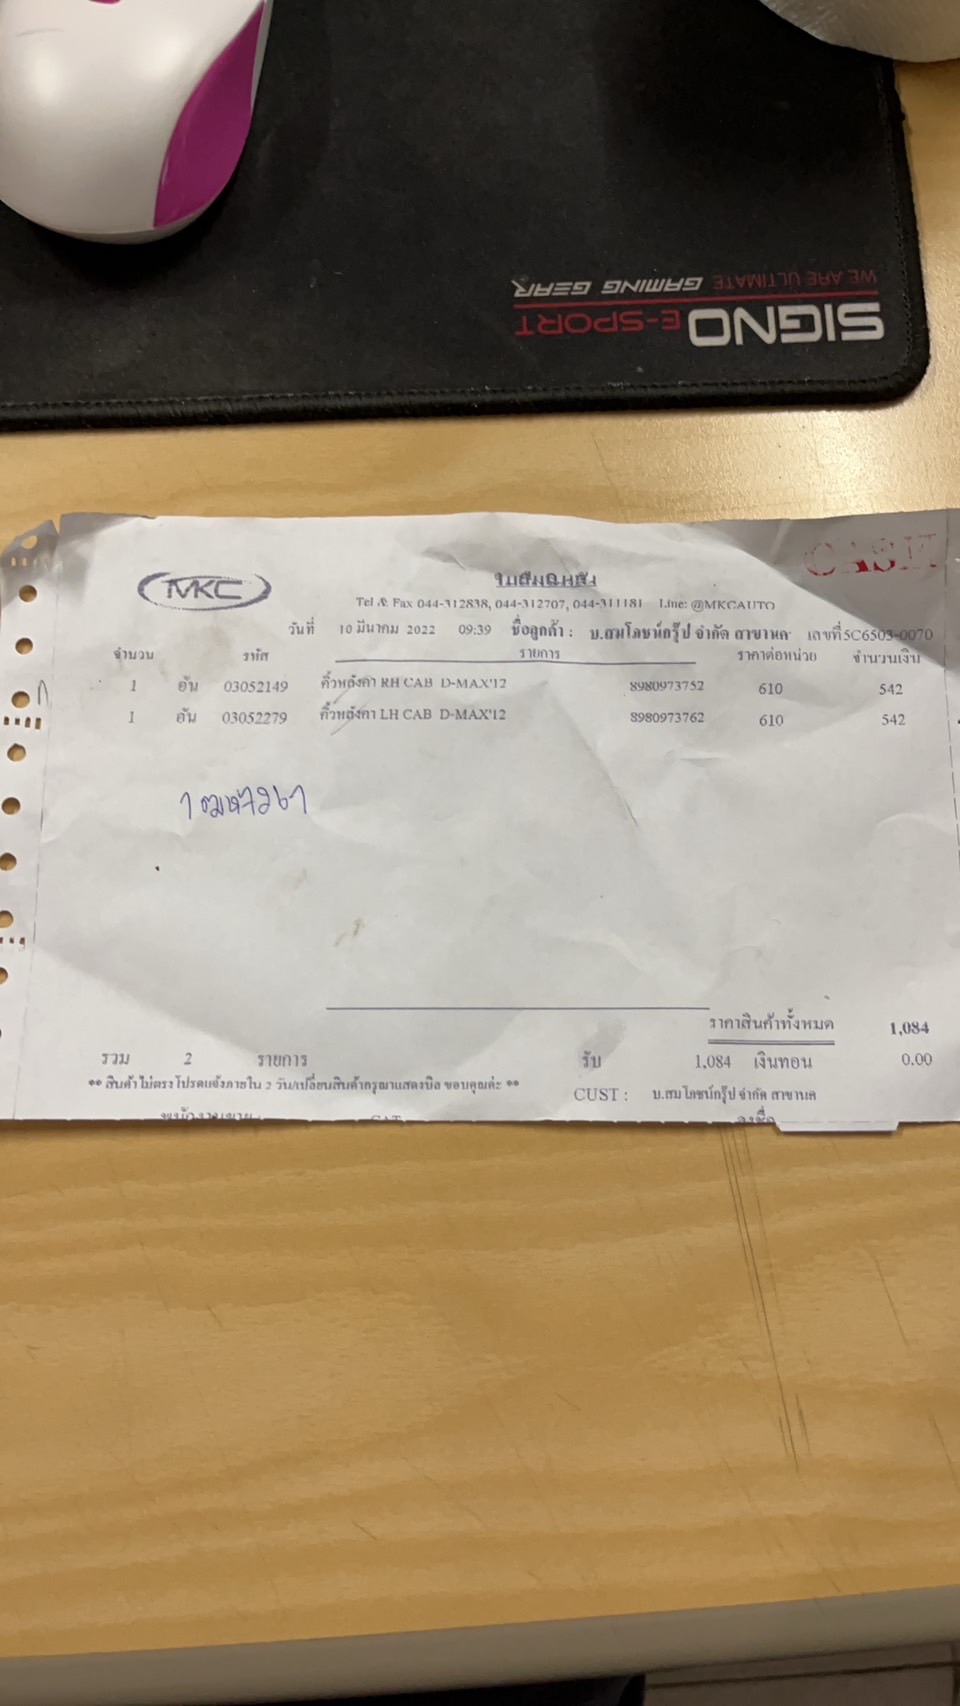 WE ARE ULTIMATE GAMING GEAR
SIGNO E-SPORT
CASH
MKC
Tel & Fax 044-312838, 044-312707, 044-311181 Line: @MKCAUTO
วันที่ 10 มีนาคม 2022 09:39 ชื่อลูกค้า : บ.สมโภชน์กรุ๊ป จำกัด สาขานค เลขที่5C6503-0070
จำนวน รหัส รายการ ราคาต่อหน่วย จำนวนเงิน
1 อัน 03052149 คิ้วหลังคา RH CAB D-MAX'12 8980973752 610 542
1 อัน 03052279 คิ้วหลังคา LH CAB D-MAX'12 8980973762 610 542
ราคาสินค้าทั้งหมด 1,084
รวม 2 รายการ รับ 1,084 เงินทอน 0.00
** สินค้าไม่ตรงโปรดแจ้งภายใน 2 วัน/เปลี่ยนสินค้ากรุณาแสดงบิล ขอบคุณค่ะ **
CUST : บ.สมโภชน์กรุ๊ป จำกัด สาขานค